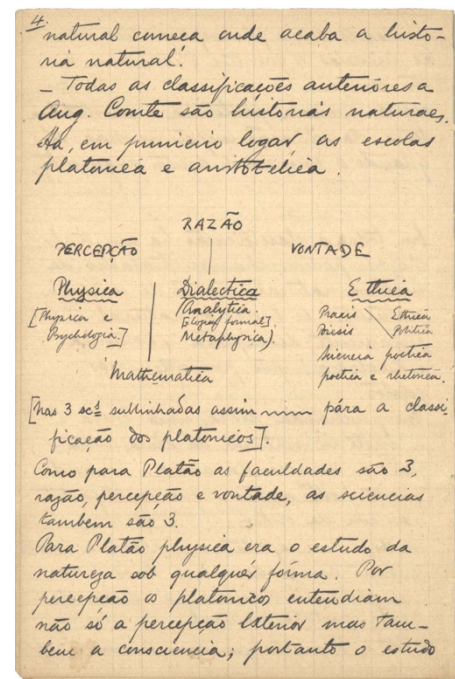 4.
natural começa onde acaba a histo-
ria natural.
– Todas as classificações anteriores a
Aug. Comte são historias naturaes.
Ha, em primeiro logar, as escolas
platonica e aristotelica.
RAZÃO
PERCEPÇÃO VONTADE
Physica Dialectica Ethica
[Physica e Psychologia.] Analytica [Logica formal]. Metaphysica). Praxis Ethica
Politica
Sciencia poetica
poetica e rhetorica.
Mathematica
[nas 3 sc.s sublinhadas assim pára a classi-
ficação dos platonicos].
Como para Platão as faculdades são 3,
razão, percepção e vontade, as sciencias
tambem são 3.
Para Platão physica era o estudo da
natureza sob qualquer fórma. Por
percepção os platonicos entendiam
não só a percepção exterior mas tam-
bem a consciencia; portanto o estudo